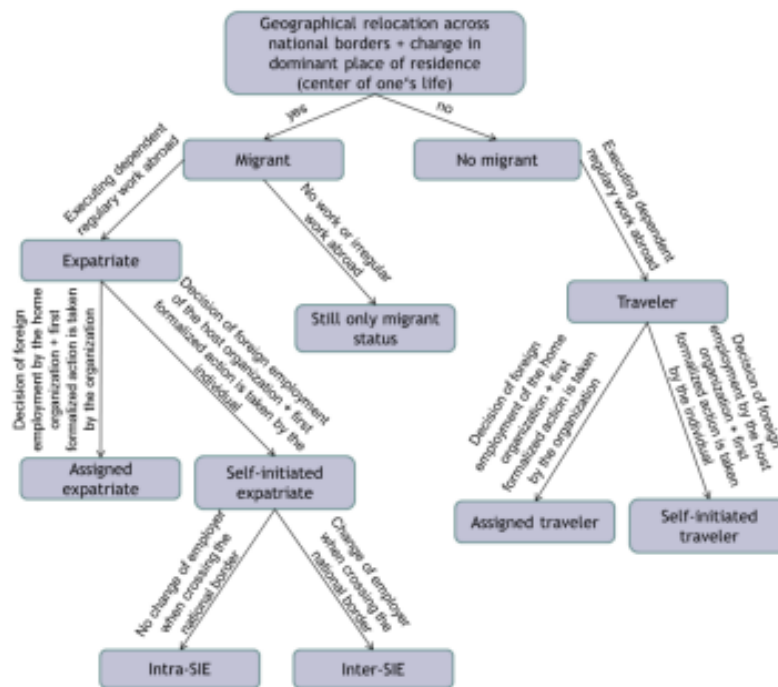 Geographical relocation across
national borders + change in
dominant place of residence
(center of one's life)
yes
no
Migrant
No migrant
Executing dependent
regulary work abroad
No work or irregular
work abroad
Executing dependent
regulary work abroad
Expatriate
Still only migrant
status
Traveler
Decision of foreign
employment by the home
organization + first
formalized action is taken
by the organization
Decision of foreign employment
of the host organization + first
formalized action is taken by the
individual
Decision of foreign
employment of the home
organization + first
formalized action is taken
by the organization
Decision of foreign
employment by the host
organization + first
formalized action is taken
by the individual
Assigned
expatriate
Self-initiated
expatriate
Assigned traveler
Self-initiated
traveler
No change of employer
when crossing the
national border
Change of employer
when crossing the
national border
Intra-SIE
Inter-SIE